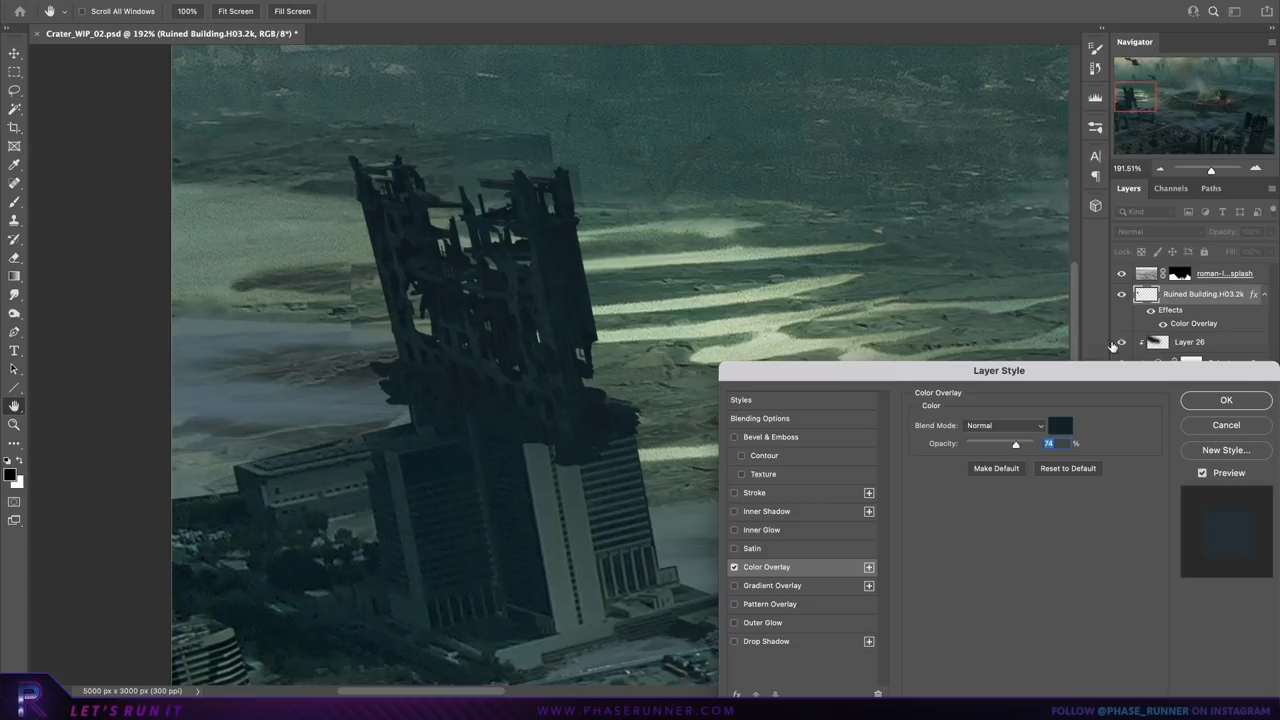 Scroll All Windows
100%
Fit Screen
Fill Screen
Crater_WIP_02.psd @ 192% (Ruined Building.H03.2k, RGB/8*) *
Navigator
191.51%
Layers
Channels
Paths
Kind
Normal
Opacity: 100%
Lock:
Fill: 100%
roman-l...splash
Ruined Building.H03.2k
fx
Effects
Color Overlay
Layer 26
Layer Style
Styles
Blending Options
Bevel & Emboss
Contour
Texture
Stroke
Inner Shadow
Inner Glow
Satin
Color Overlay
Gradient Overlay
Pattern Overlay
Outer Glow
Drop Shadow
fx
Color Overlay
Color
Blend Mode: Normal
Opacity: 74 %
Make Default
Reset to Default
OK
Cancel
New Style...
Preview
5000 px x 3000 px (300 ppi)
LET'S RUN IT
WWW.PHASERUNNER.COM
FOLLOW @PHASE_RUNNER ON INSTAGRAM